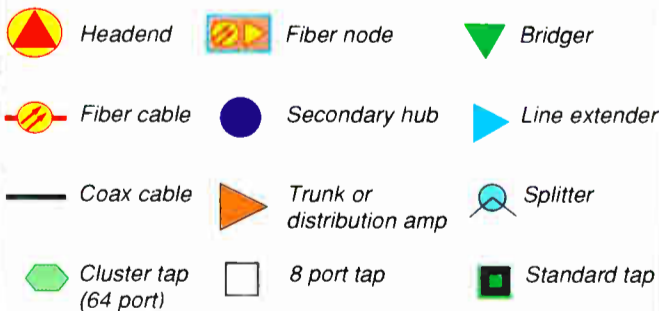 Headend
Fiber node
Bridger
Fiber cable
Secondary hub
Line extender
Coax cable
Trunk or
distribution amp
Splitter
Cluster tap
(64 port)
8 port tap
Standard tap